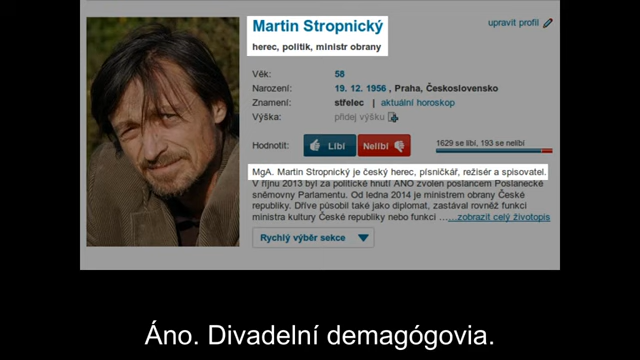 Martin Stropnický
herec, politik, ministr obrany
upravit profil
Věk: 58
Narození: 19. 12. 1956 , Praha, Československo
Znamení: střelec | aktuální horoskop
Výška: přidej výšku
Hodnotit: Líbí Nelíbí 1629 se líbí, 193 se nelíbí
MgA. Martin Stropnický je český herec, písničkář, režisér a spisovatel.
V říjnu 2013 byl za politické hnutí ANO zvolen poslancem Poslanecké
sněmovny Parlamentu. Od ledna 2014 je ministrem obrany České
republiky. Dříve působil také jako diplomat, zastával rovněž funkci
ministra kultury České republiky nebo funkci ...zobrazit celý životopis
Rychlý výběr sekce
Áno. Divadelní demagógovia.